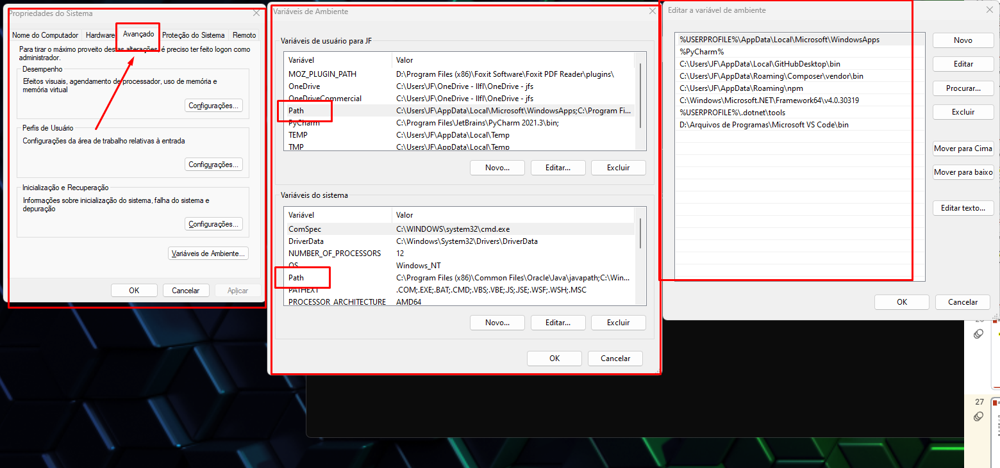 Propriedades do Sistema
Nome do Computador
Hardware
Avançado
Proteção do Sistema
Remoto
Para tirar o máximo proveito destas alterações, é preciso ter feito logon como
administrador.
Desempenho
Efeitos visuais, agendamento de processador, uso de memória e
memória virtual
Configurações...
Perfis de Usuário
Configurações da área de trabalho relativas à entrada
Configurações...
Inicialização e Recuperação
Informações sobre inicialização do sistema, falha do sistema e
depuração
Configurações...
Variáveis de Ambiente...
OK
Cancelar
Aplicar
Variáveis de Ambiente
Variáveis de usuário para JF
Variável Valor
MOZ_PLUGIN_PATH D:\Program Files (x86)\Foxit Software\Foxit PDF Reader\plugins\
OneDrive C:\Users\JF\OneDrive - Ilfl\OneDrive - jfs
OneDriveCommercial C:\Users\JF\OneDrive - Ilfl\OneDrive - jfs
Path C:\Users\JF\AppData\Local\Microsoft\WindowsApps;C:\Program Fi...
PyCharm C:\Program Files\JetBrains\PyCharm 2021.3\bin;
TEMP C:\Users\JF\AppData\Local\Temp
TMP C:\Users\JF\AppData\Local\Temp
Novo...
Editar...
Excluir
Variáveis do sistema
Variável Valor
ComSpec C:\WINDOWS\system32\cmd.exe
DriverData C:\Windows\System32\Drivers\DriverData
NUMBER_OF_PROCESSORS 12
OS Windows_NT
Path C:\Program Files (x86)\Common Files\Oracle\Java\javapath;C:\Win...
PATHEXT .COM;.EXE;.BAT;.CMD;.VBS;.VBE;.JS;.JSE;.WSF;.WSH;.MSC
PROCESSOR_ARCHITECTURE AMD64
Novo...
Editar...
Excluir
OK
Cancelar
Editar a variável de ambiente
%USERPROFILE%\AppData\Local\Microsoft\WindowsApps
%PyCharm%
C:\Users\JF\AppData\Local\GitHubDesktop\bin
C:\Users\JF\AppData\Roaming\Composer\vendor\bin
C:\Users\JF\AppData\Roaming\npm
C:\Windows\Microsoft.NET\Framework64\v4.0.30319
%USERPROFILE%\.dotnet\tools
D:\Arquivos de Programas\Microsoft VS Code\bin
Novo
Editar
Procurar...
Excluir
Mover para Cima
Mover para baixo
Editar texto...
OK
Cancelar
27